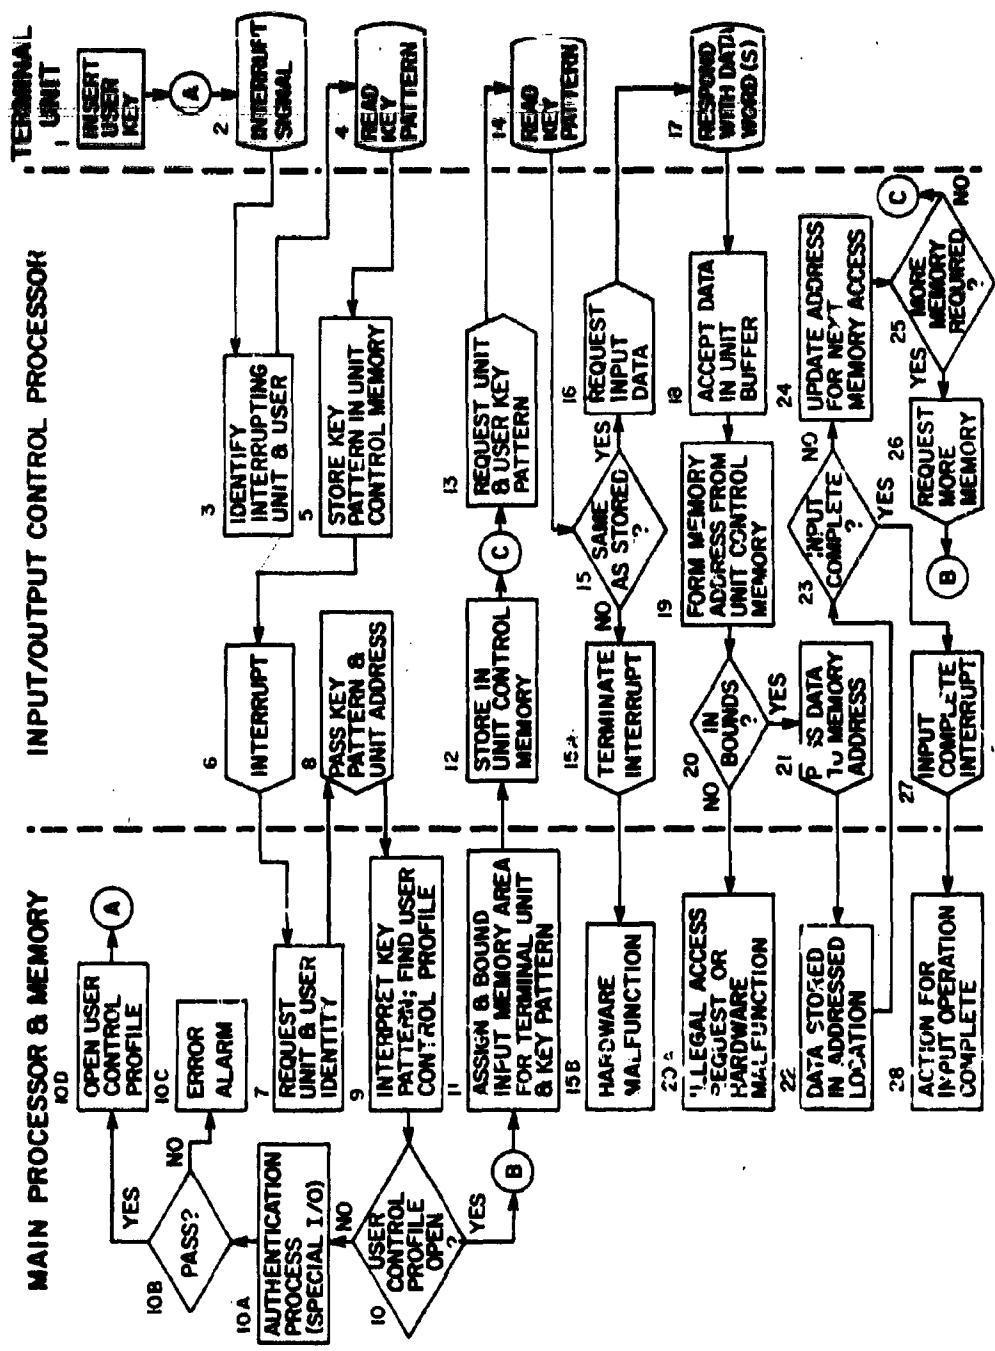 MAIN PROCESSOR & MEMORY
INPUT/OUTPUT CONTROL PROCESSOR
TERMINAL
UNIT
1
INSERT
USER
KEY
A
2
INTERRUPT
SIGNAL
3
IDENTIFY
INTERRUPTING
UNIT & USER
4
READ
KEY
PATTERN
5
STORE KEY
PATTERN IN UNIT
CONTROL MEMORY
6
INTERRUPT
7
REQUEST
UNIT & USER
IDENTITY
8
PASS KEY
PATTERN &
UNIT ADDRESS
9
INTERPRET KEY
PATTERN; FIND USER
CONTROL PROFILE
10
USER
CONTROL
PROFILE
OPEN
?
NO
YES
10A
AUTHENTICATION
PROCESS
(SPECIAL I/O)
10B
PASS?
YES
NO
10C
ERROR
ALARM
10D
OPEN USER
CONTROL
PROFILE
A
B
11
ASSIGN & BOUND
INPUT MEMORY AREA
FOR TERMINAL UNIT
& KEY PATTERN
12
STORE IN
UNIT CONTROL
MEMORY
C
13
REQUEST UNIT
& USER KEY
PATTERN
14
READ
KEY
PATTERN
15
SAME
AS STORED
?
NO
YES
15A
TERMINATE
INTERRUPT
15B
HARDWARE
MALFUNCTION
16
REQUEST
INPUT
DATA
17
RESPOND
WITH DATA
WORD(S)
18
ACCEPT DATA
IN UNIT
BUFFER
19
FORM MEMORY
ADDRESS FROM
UNIT CONTROL
MEMORY
20
IN
BOUNDS
?
NO
YES
20A
ILLEGAL ACCESS
REQUEST OR
HARDWARE
MALFUNCTION
21
PASS DATA
TO MEMORY
ADDRESS
22
DATA STORED
IN ADDRESSED
LOCATION
23
INPUT
COMPLETE
?
NO
YES
24
UPDATE ADDRESS
FOR NEXT
MEMORY ACCESS
25
MORE
MEMORY
REQUIRED
?
YES
NO
C
26
REQUEST
MORE
MEMORY
B
27
INPUT
COMPLETE
INTERRUPT
28
ACTION FOR
INPUT OPERATION
COMPLETE